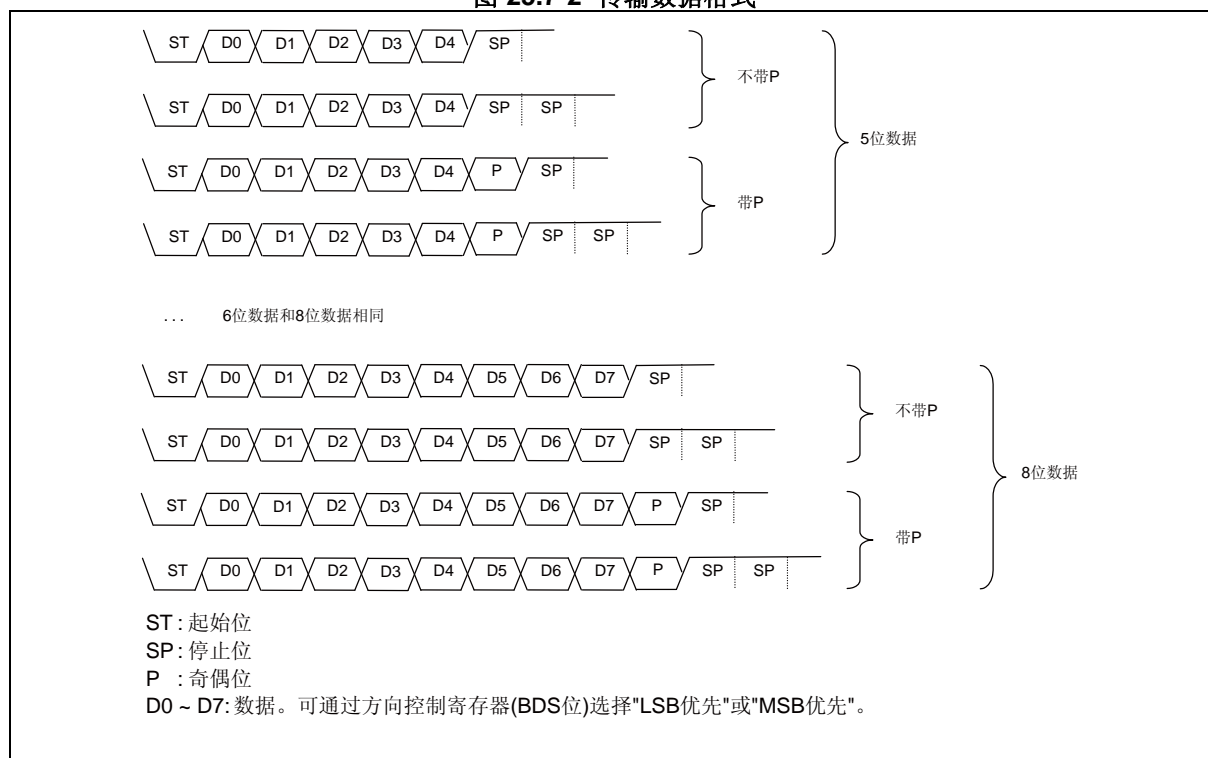 ST D0 D1 D2 D3 D4 SP
不带P
ST D0 D1 D2 D3 D4 SP SP
5位数据
ST D0 D1 D2 D3 D4 P SP
带P
ST D0 D1 D2 D3 D4 P SP SP
... 6位数据和8位数据相同
ST D0 D1 D2 D3 D4 D5 D6 D7 SP
不带P
ST D0 D1 D2 D3 D4 D5 D6 D7 SP SP
8位数据
ST D0 D1 D2 D3 D4 D5 D6 D7 P SP
带P
ST D0 D1 D2 D3 D4 D5 D6 D7 P SP SP
ST : 起始位
SP : 停止位
P : 奇偶位
D0 ~ D7: 数据。可通过方向控制寄存器(BDS位)选择"LSB优先"或"MSB优先"。